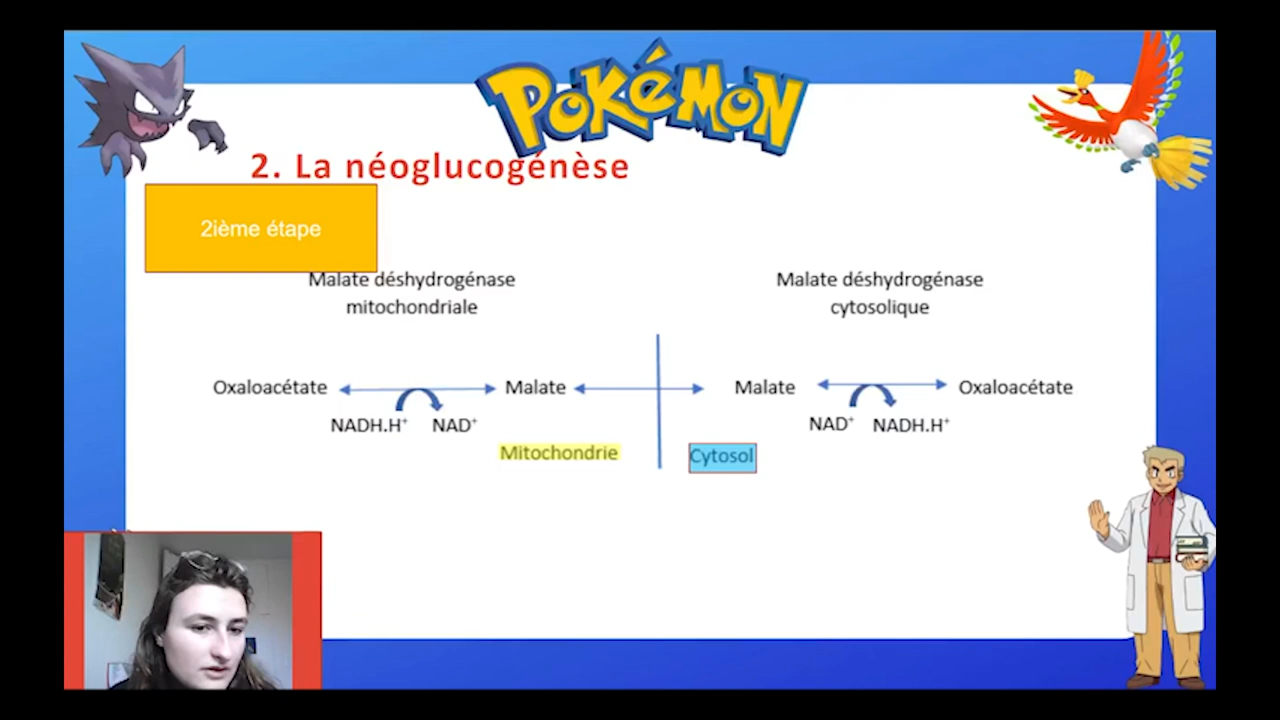 POKéMON
2. La néoglucogénèse
2ième étape
Malate déshydrogénase
mitochondriale
Malate déshydrogénase
cytosolique
Oxaloacétate Malate Malate Oxaloacétate
NADH.H⁺ NAD⁺ NAD⁺ NADH.H⁺
Mitochondrie
Cytosol